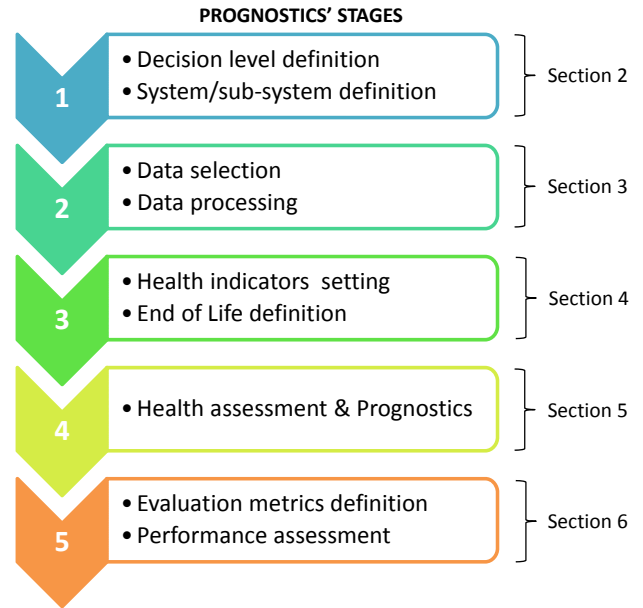 PROGNOSTICS’ STAGES
1
• Decision level definition
• System/sub-system definition
Section 2
2
• Data selection
• Data processing
Section 3
3
• Health indicators setting
• End of Life definition
Section 4
4
• Health assessment & Prognostics
Section 5
5
• Evaluation metrics definition
• Performance assessment
Section 6